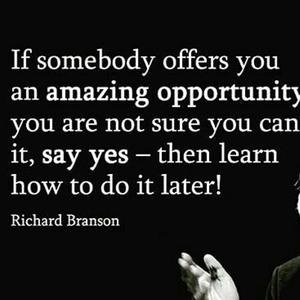 If somebody offers you
an amazing opportunity
you are not sure you can
it, say yes – then learn
how to do it later!
Richard Branson